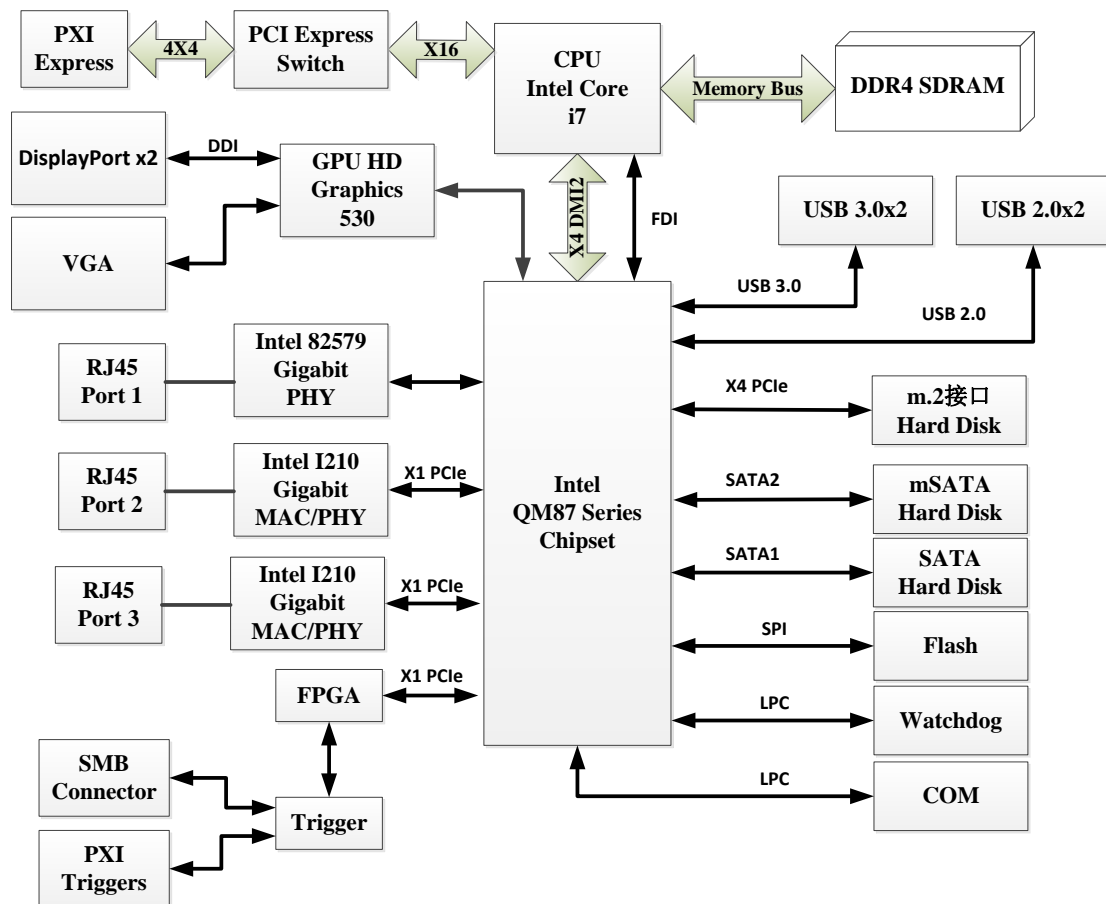 PXI
Express
4X4
PCI Express
Switch
X16
CPU
Intel Core
i7
Memory Bus
DDR4 SDRAM
DisplayPort x2
DDI
GPU HD
Graphics
530
VGA
X4 DMI2
FDI
USB 3.0x2
USB 2.0x2
USB 3.0
USB 2.0
RJ45
Port 1
Intel 82579
Gigabit
PHY
X4 PCIe
m.2接口
Hard Disk
RJ45
Port 2
Intel I210
Gigabit
MAC/PHY
X1 PCIe
Intel
QM87 Series
Chipset
SATA2
mSATA
Hard Disk
RJ45
Port 3
Intel I210
Gigabit
MAC/PHY
X1 PCIe
SATA1
SATA
Hard Disk
SPI
Flash
FPGA
X1 PCIe
LPC
Watchdog
SMB
Connector
Trigger
LPC
COM
PXI
Triggers